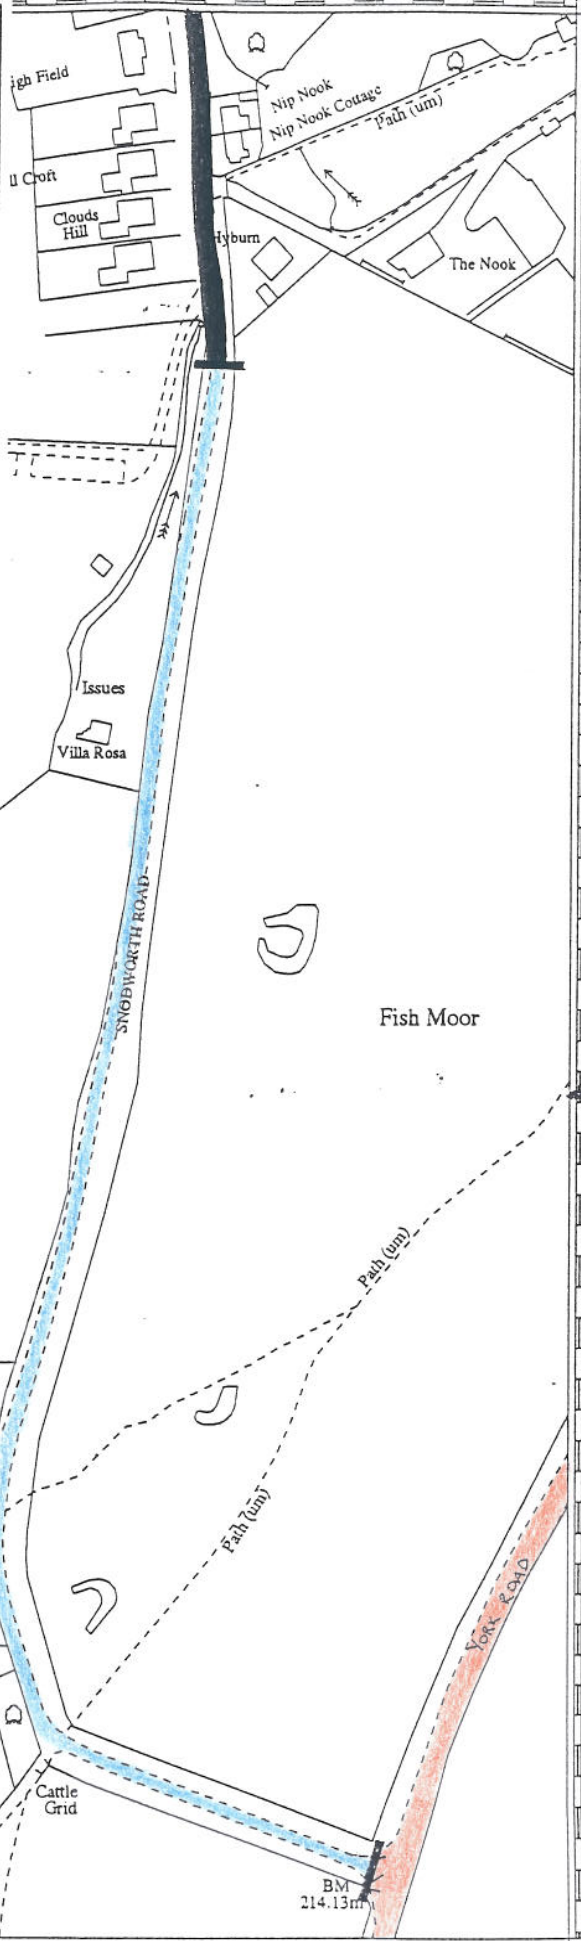 igh Field
Nip Nook
Nip Nook Cottage
Path (um)
ll Croft
Clouds
Hill
Hyburn
The Nook
Issues
Villa Rosa
SNODWORTH ROAD
Fish Moor
Path (um)
Path (um)
YORK ROAD
Cattle
Grid
BM
214.13m